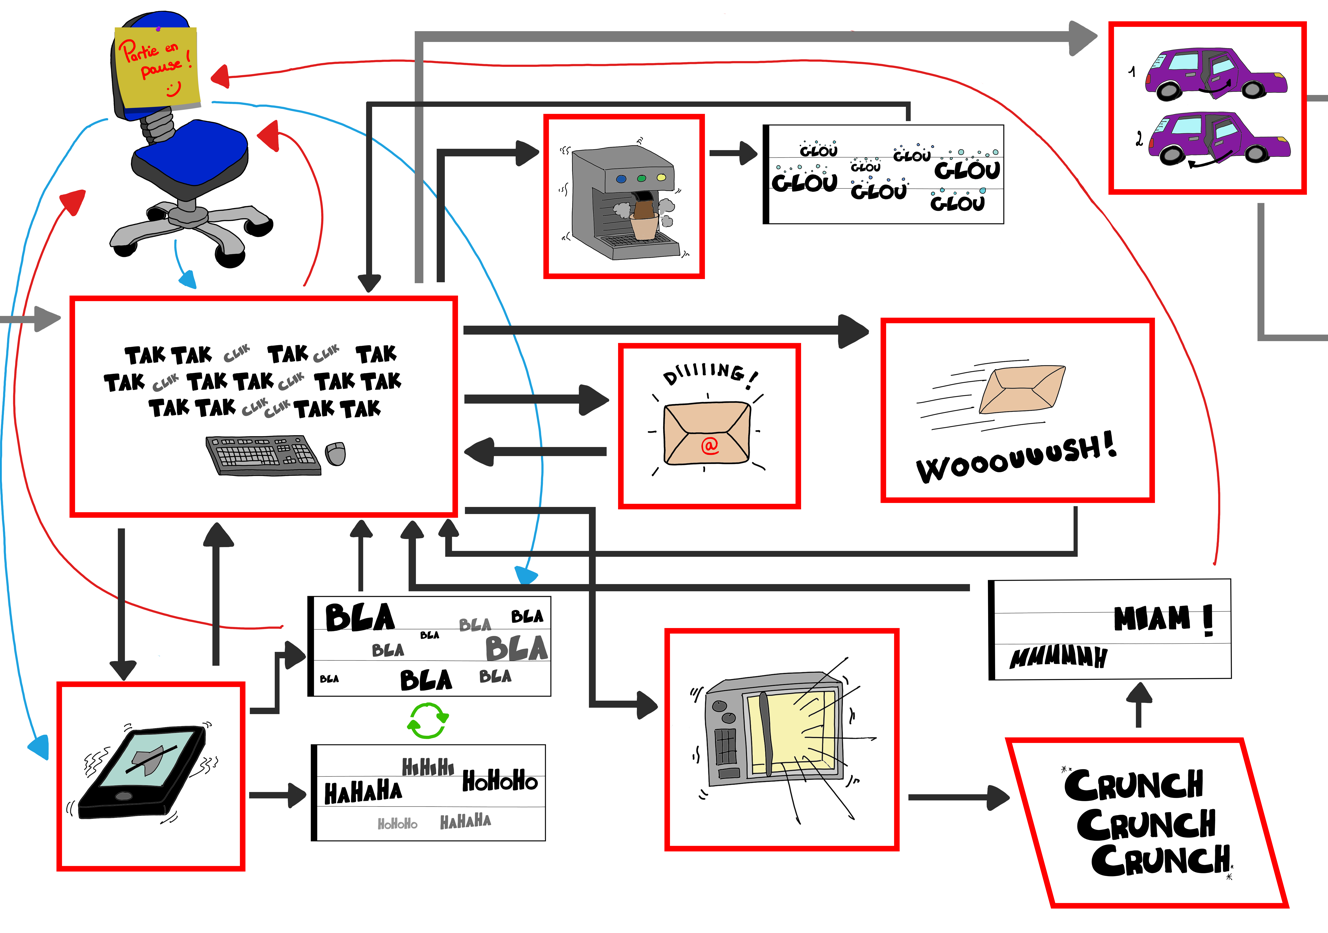 Partie en
pause !
1
2
GLOU
GLOU
GLOU
GLOU
GLOU
GLOU
GLOU
TAK TAK CLIK TAK CLIK TAK
TAK CLIK TAK TAK CLIK TAK TAK
TAK TAK CLIK CLIK TAK TAK
DIIIIING!
@
WOOOUUUSH!
BLA
BLA
BLA
BLA
BLA
BLA
BLA
BLA
BLA
HiHiHi
HAHAHA
HoHoHo
HoHoHo
HAHAHA
MIAM !
MMMMMH
CRUNCH
CRUNCH
CRUNCH